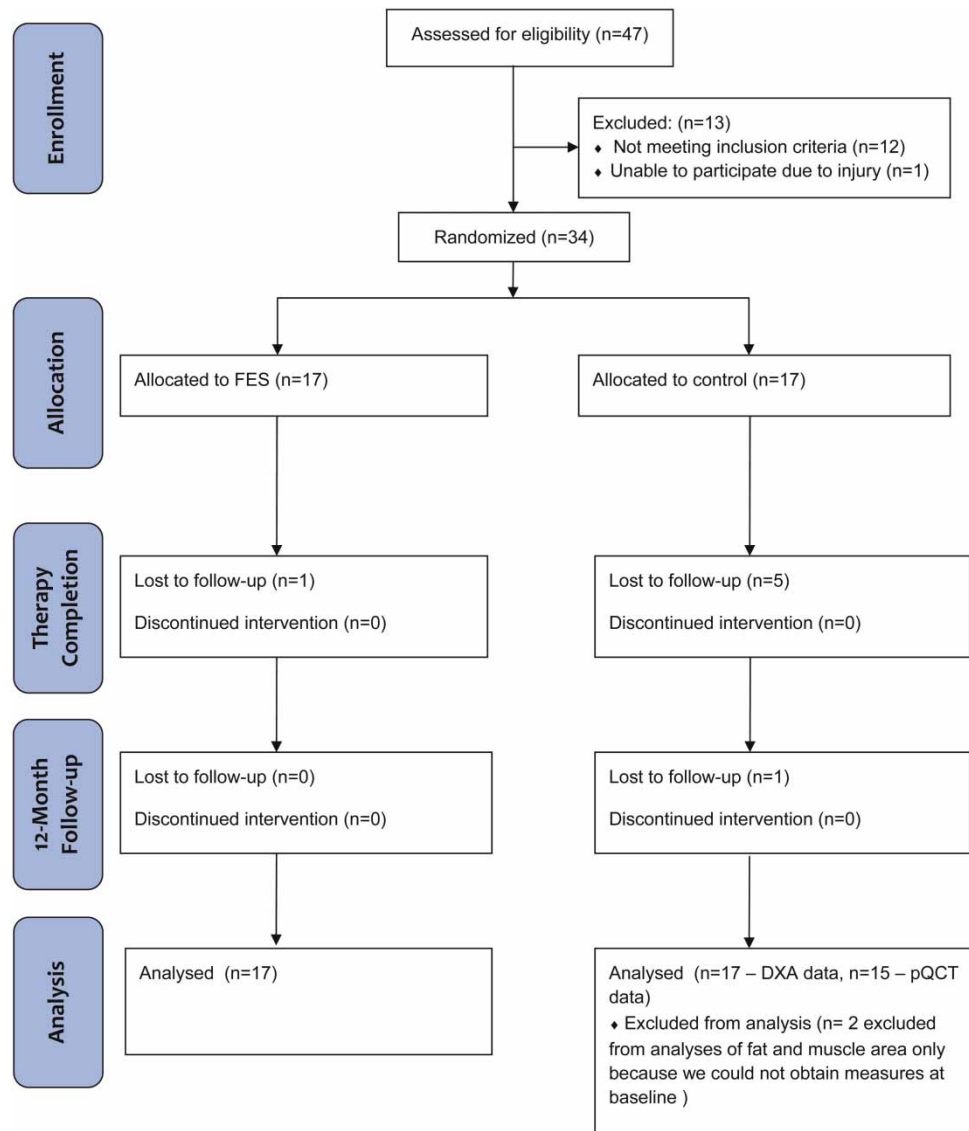 Enrollment
Assessed for eligibility (n=47)
Excluded: (n=13)
♦ Not meeting inclusion criteria (n=12)
♦ Unable to participate due to injury (n=1)
Randomized (n=34)
Allocation
Allocated to FES (n=17)
Allocated to control (n=17)
Therapy
Completion
Lost to follow-up (n=1)
Discontinued intervention (n=0)
Lost to follow-up (n=5)
Discontinued intervention (n=0)
12-Month
Follow-up
Lost to follow-up (n=0)
Discontinued intervention (n=0)
Lost to follow-up (n=1)
Discontinued intervention (n=0)
Analysis
Analysed (n=17)
Analysed (n=17 – DXA data, n=15 – pQCT
data)
♦ Excluded from analysis (n= 2 excluded
from analyses of fat and muscle area only
because we could not obtain measures at
baseline )